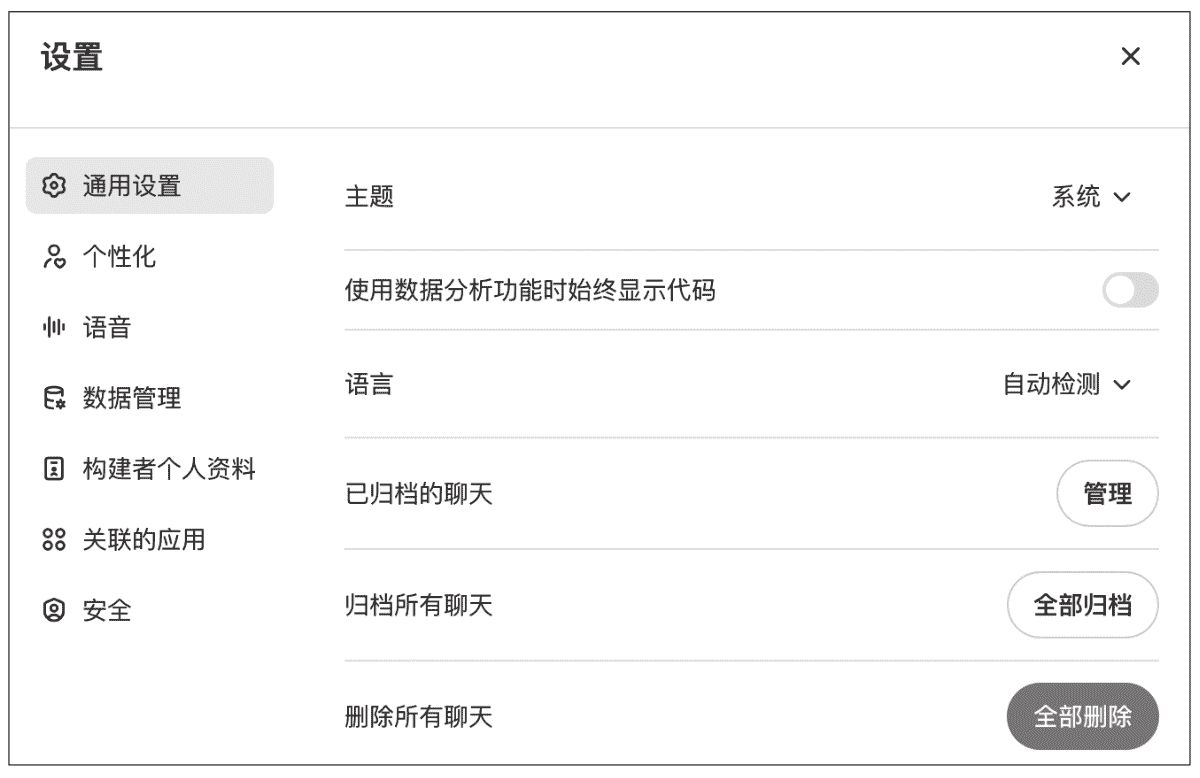 设置
通用设置
个性化
语音
数据管理
构建者个人资料
关联的应用
安全
主题
系统
使用数据分析功能时始终显示代码
语言
自动检测
已归档的聊天
管理
归档所有聊天
全部归档
删除所有聊天
全部删除